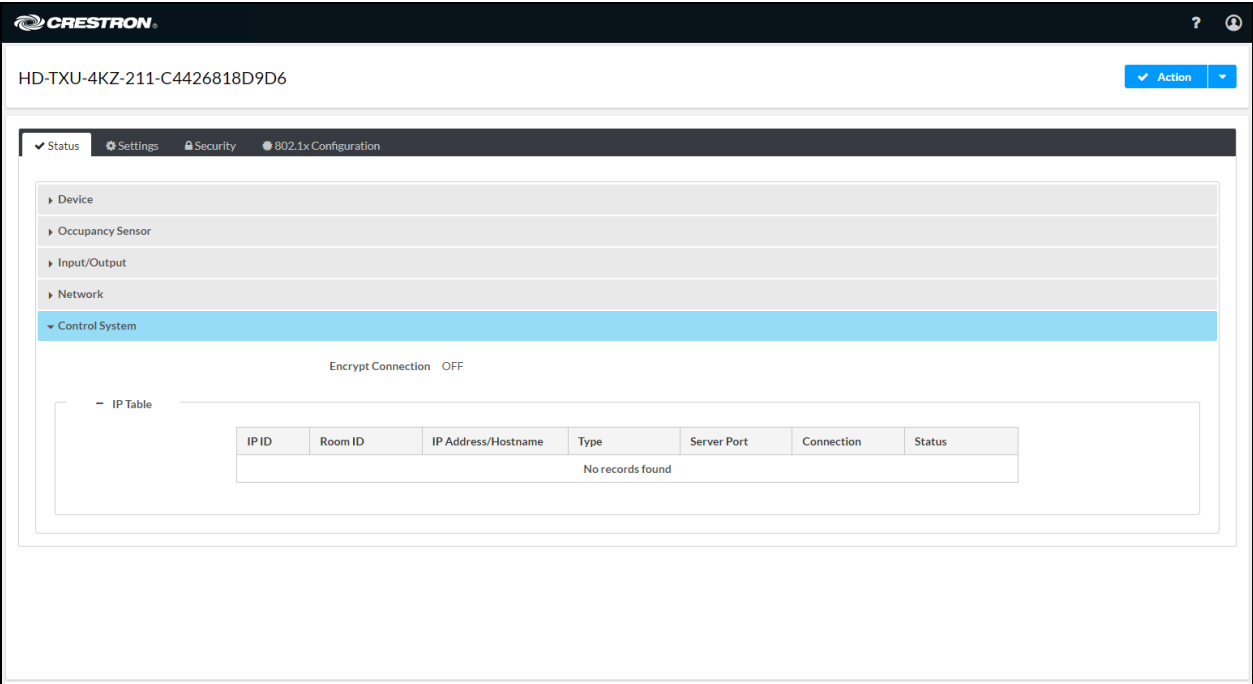 CRESTRON®
?
HD-TXU-4KZ-211-C4426818D9D6
Action
Status Settings Security 802.1x Configuration
Device
Occupancy Sensor
Input/Output
Network
Control System
Encrypt Connection OFF
IP Table
IP ID Room ID IP Address/Hostname Type Server Port Connection Status
No records found